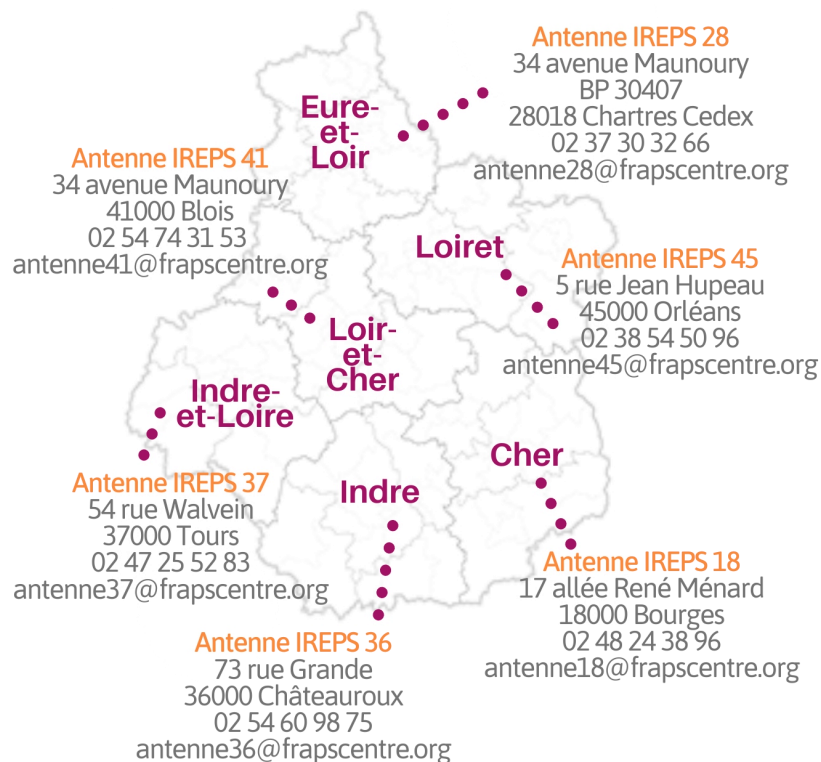 Antenne IREPS 28
34 avenue Maunoury
BP 30407
28018 Chartres Cedex
02 37 30 32 66
antenne28@frapscentre.org
Eure-
et-
Loir
Antenne IREPS 41
34 avenue Maunoury
41000 Blois
02 54 74 31 53
antenne41@frapscentre.org
Loiret
Antenne IREPS 45
5 rue Jean Hupeau
45000 Orléans
02 38 54 50 96
antenne45@frapscentre.org
Loir-
et-
Cher
Indre-
et-Loire
Antenne IREPS 37
54 rue Walvein
37000 Tours
02 47 25 52 83
antenne37@frapscentre.org
Indre
Cher
Antenne IREPS 18
17 allée René Ménard
18000 Bourges
02 48 24 38 96
antenne18@frapscentre.org
Antenne IREPS 36
73 rue Grande
36000 Châteauroux
02 54 60 98 75
antenne36@frapscentre.org